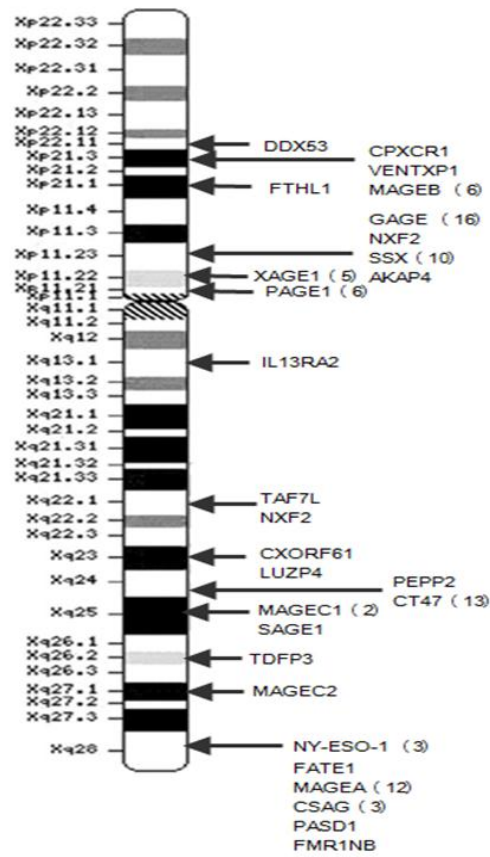 Xp22.33
Xp22.32
Xp22.31
Xp22.2
Xp22.13
Xp22.12
Xp22.11
Xp21.3
Xp21.2
Xp21.1
Xp11.4
Xp11.3
Xp11.23
Xp11.22
Xp11.21
Xp11.1
Xq11.1
Xq11.2
Xq12
Xq13.1
Xq13.2
Xq13.3
Xq21.1
Xq21.2
Xq21.31
Xq21.32
Xq21.33
Xq22.1
Xq22.2
Xq22.3
Xq23
Xq24
Xq25
Xq26.1
Xq26.2
Xq26.3
Xq27.1
Xq27.2
Xq27.3
Xq28
DDX53
CPXCR1
VENTXP1
MAGEB (6)
FTHL1
GAGE (16)
NXF2
SSX (10)
AKAP4
XAGE1 (5)
PAGE1 (6)
IL13RA2
TAF7L
NXF2
CXORF61
LUZP4
PEPP2
CT47 (13)
MAGEC1 (2)
SAGE1
TDFP3
MAGEC2
NY-ESO-1 (3)
FATE1
MAGEA (12)
CSAG (3)
PASD1
FMR1NB